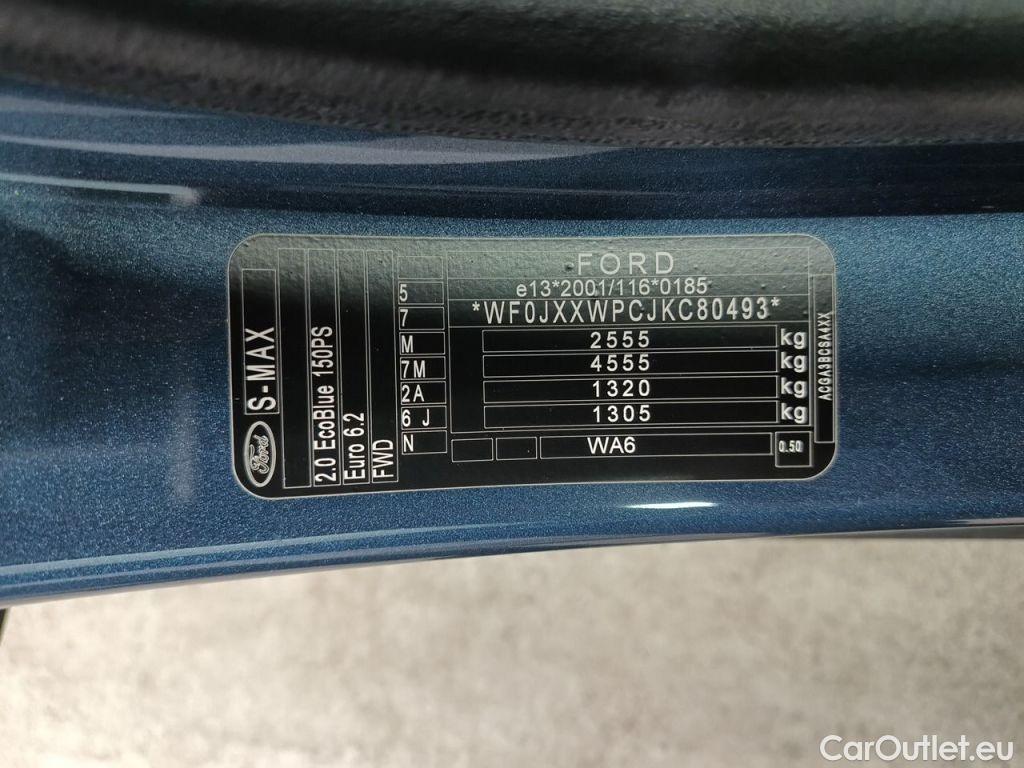 FORD
e13*2001/116*0185
*WF0JXXWPCJKC80493*
2555 kg
4555 kg
1320 kg
1305 kg
WA6
0.50
5
7
M
7M
2A
6 J
N
Ford
S-MAX
2.0 EcoBlue 150PS
Euro 6.2
FWD
ACGA3BCSA4XX
CarOutlet.eu